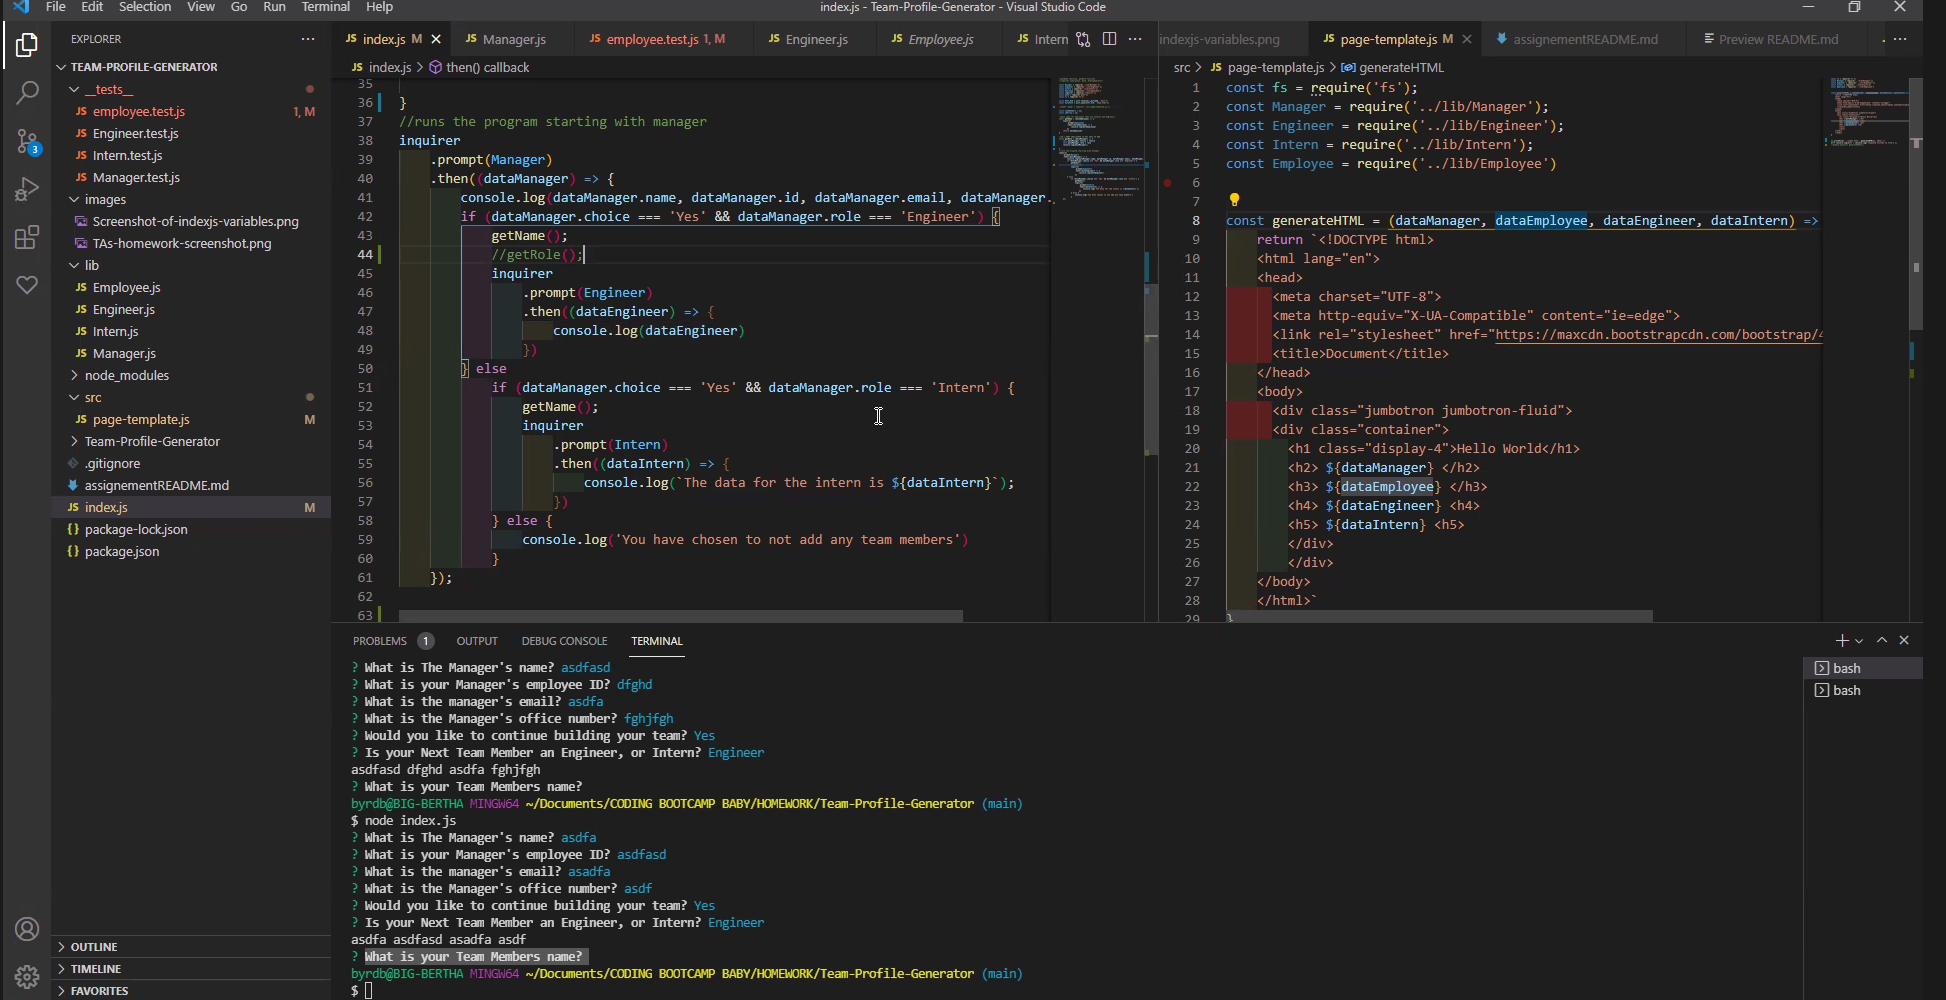 File Edit Selection View Go Run Terminal Help
index.js - Team-Profile-Generator - Visual Studio Code
EXPLORER
TEAM-PROFILE-GENERATOR
__tests__
JS employee.test.js 1, M
JS Engineer.test.js
JS Intern.test.js
JS Manager.test.js
images
Screenshot-of-indexjs-variables.png
TAs-homework-screenshot.png
lib
JS Employee.js
JS Engineer.js
JS Intern.js
JS Manager.js
node_modules
src
JS page-template.js M
Team-Profile-Generator
.gitignore
assignementREADME.md
JS index.js M
{} package-lock.json
{} package.json
OUTLINE
TIMELINE
FAVORITES
3
JS index.js M JS Manager.js JS employee.test.js 1, M JS Engineer.js JS Employee.js JS Intern
JS index.js > then() callback
35
36 }
37 //runs the program starting with manager
38 inquirer
39 .prompt(Manager)
40 .then((dataManager) => {
41 console.log(dataManager.name, dataManager.id, dataManager.email, dataManager.
42 if (dataManager.choice === 'Yes' && dataManager.role === 'Engineer') {
43 getName();
44 //getRole();
45 inquirer
46 .prompt(Engineer)
47 .then((dataEngineer) => {
48 console.log(dataEngineer)
49 })
50 } else
51 if (dataManager.choice === 'Yes' && dataManager.role === 'Intern') {
52 getName();
53 inquirer
54 .prompt(Intern)
55 .then((dataIntern) => {
56 console.log(`The data for the intern is ${dataIntern}`);
57 })
58 } else {
59 console.log('You have chosen to not add any team members')
60 }
61 });
62
63
indexjs-variables.png JS page-template.js M assignementREADME.md Preview README.md
src > JS page-template.js > generateHTML
1 const fs = require('fs');
2 const Manager = require('../lib/Manager');
3 const Engineer = require('../lib/Engineer');
4 const Intern = require('../lib/Intern');
5 const Employee = require('../lib/Employee')
6
7
8 const generateHTML = (dataManager, dataEmployee, dataEngineer, dataIntern) =>
9 return `<!DOCTYPE html>
10 <html lang="en">
11 <head>
12 <meta charset="UTF-8">
13 <meta http-equiv="X-UA-Compatible" content="ie=edge">
14 <link rel="stylesheet" href="https://maxcdn.bootstrapcdn.com/bootstrap/4
15 <title>Document</title>
16 </head>
17 <body>
18 <div class="jumbotron jumbotron-fluid">
19 <div class="container">
20 <h1 class="display-4">Hello World</h1>
21 <h2> ${dataManager} </h2>
22 <h3> ${dataEmployee} </h3>
23 <h4> ${dataEngineer} <h4>
24 <h5> ${dataIntern} <h5>
25 </div>
26 </div>
27 </body>
28 </html>`
29 }
PROBLEMS 1 OUTPUT DEBUG CONSOLE TERMINAL
? What is The Manager's name? asdfasd
? What is your Manager's employee ID? dfghd
? What is the manager's email? asdfa
? What is the Manager's office number? fghjfgh
? Would you like to continue building your team? Yes
? Is your Next Team Member an Engineer, or Intern? Engineer
asdfasd dfghd asdfa fghjfgh
? What is your Team Members name?
byrdb@BIG-BERTHA MINGW64 ~/Documents/CODING BOOTCAMP BABY/HOMEWORK/Team-Profile-Generator (main)
$ node index.js
? What is The Manager's name? asdfa
? What is your Manager's employee ID? asdfasd
? What is the manager's email? asadfa
? What is the Manager's office number? asdf
? Would you like to continue building your team? Yes
? Is your Next Team Member an Engineer, or Intern? Engineer
asdfa asdfasd asadfa asdf
? What is your Team Members name?
byrdb@BIG-BERTHA MINGW64 ~/Documents/CODING BOOTCAMP BABY/HOMEWORK/Team-Profile-Generator (main)
$
bash
bash